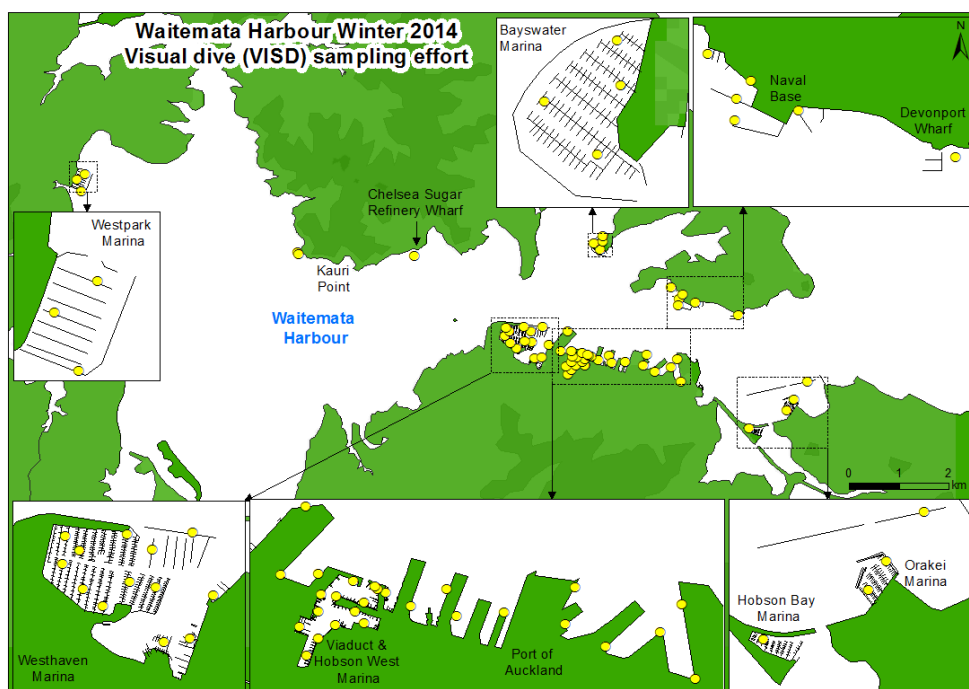 Waitemata Harbour Winter 2014
Visual dive (VISD) sampling effort
Bayswater
Marina
N
Naval
Base
Devonport
Wharf
Westpark
Marina
Chelsea Sugar
Refinery Wharf
Kauri
Point
Waitemata
Harbour
0 1 2
km
Westhaven
Marina
Viaduct &
Hobson West
Marina
Port of
Auckland
Hobson Bay
Marina
Orakei
Marina